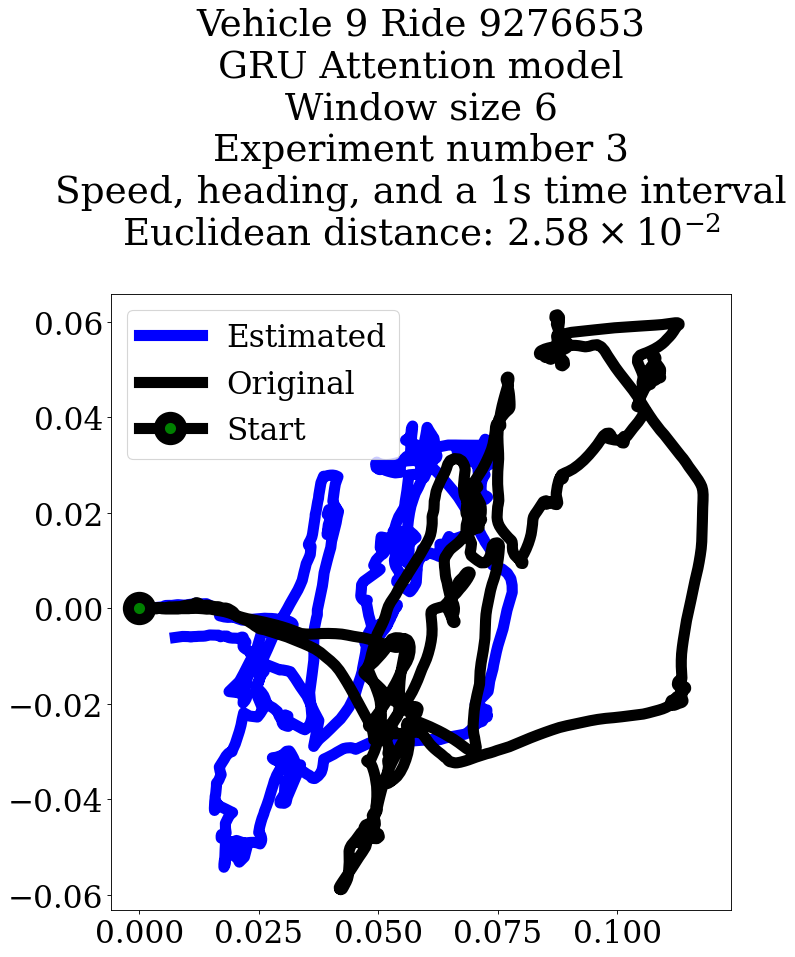 Vehicle 9 Ride 9276653
GRU Attention model
Window size 6
Experiment number 3
Speed, heading, and a 1s time interval
Euclidean distance: 2.58 × 10⁻²
Estimated
Original
Start
0.06
0.04
0.02
0.00
−0.02
−0.04
−0.06
0.000 0.025 0.050 0.075 0.100